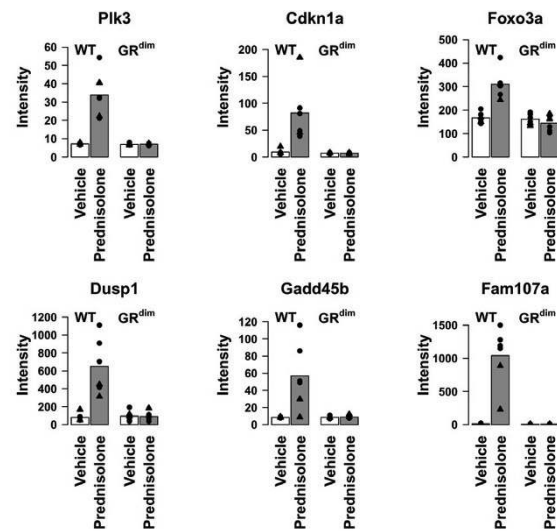 Plk3
Intensity
60
50
40
30
20
10
0
WT GR^dim
Vehicle
Prednisolone
Vehicle
Prednisolone
Cdkn1a
Intensity
200
150
100
50
0
WT GR^dim
Vehicle
Prednisolone
Vehicle
Prednisolone
Foxo3a
Intensity
500
400
300
200
100
0
WT GR^dim
Vehicle
Prednisolone
Vehicle
Prednisolone
Dusp1
Intensity
1200
1000
800
600
400
200
0
WT GR^dim
Vehicle
Prednisolone
Vehicle
Prednisolone
Gadd45b
Intensity
120
100
80
60
40
20
0
WT GR^dim
Vehicle
Prednisolone
Vehicle
Prednisolone
Fam107a
Intensity
1500
1000
500
0
WT GR^dim
Vehicle
Prednisolone
Vehicle
Prednisolone